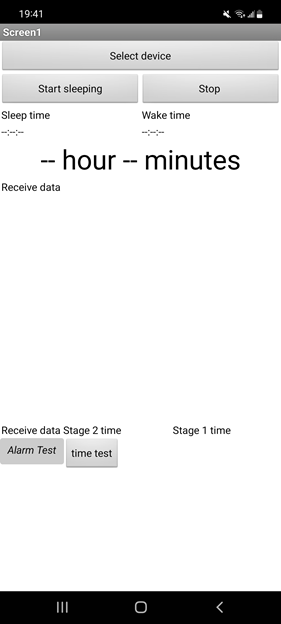 19:41
Screen1
Select device
Start sleeping Stop
Sleep time Wake time
--:--:-- --:--:--
-- hour -- minutes
Receive data
Receive data Stage 2 time Stage 1 time
Alarm Test time test